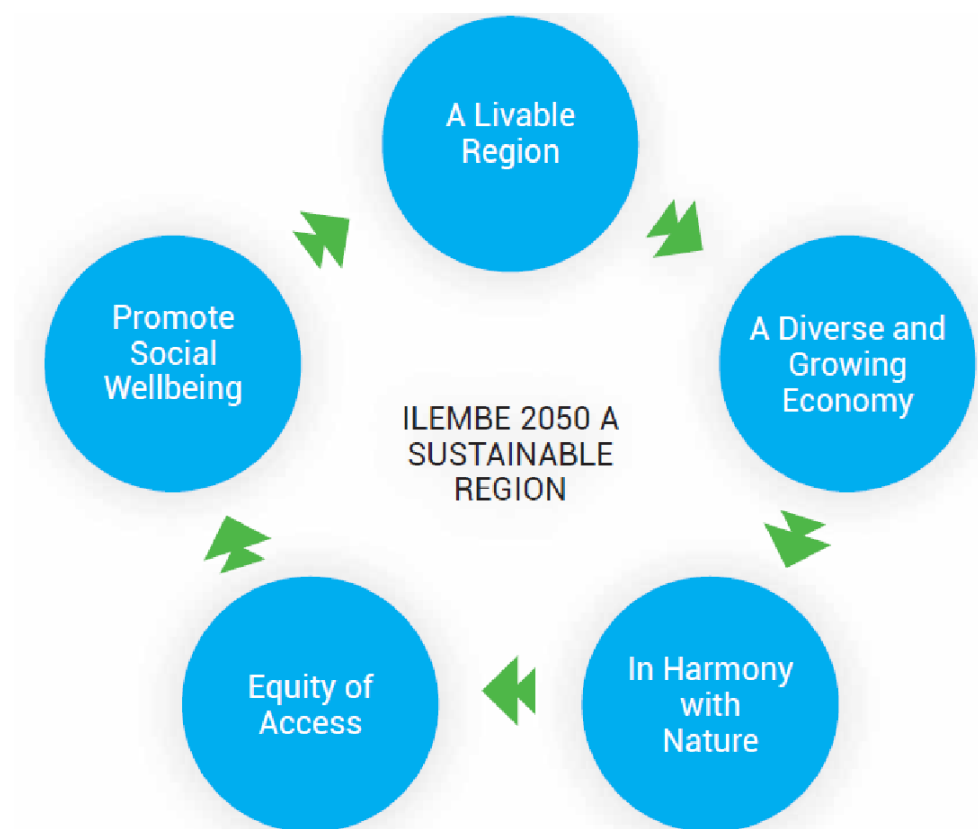 A Livable
Region
A Diverse and
Growing
Economy
In Harmony
with
Nature
Equity of
Access
Promote
Social
Wellbeing
ILEMBE 2050 A
SUSTAINABLE
REGION